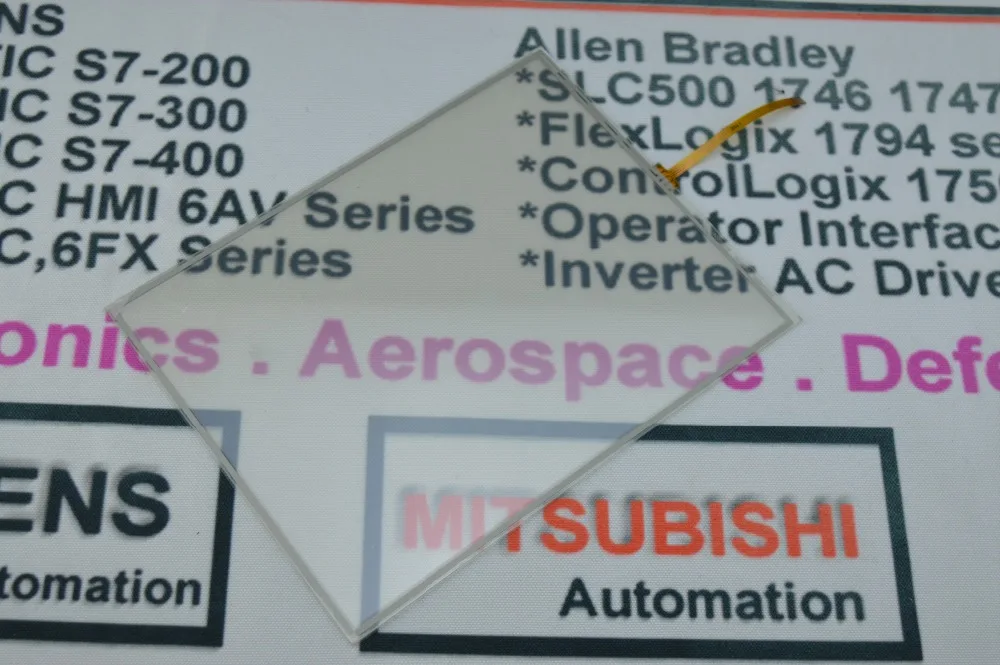 NS
IC S7-200
IC S7-300
IC S7-400
C HMI 6AV Series
C,6FX Series
Allen Bradley
*SLC500 1746 1747
*FlexLogix 1794 se
*ControlLogix 175
*Operator Interfac
*Inverter AC Drive
onics . Aerospace . Defe
ENS
tomation
MITSUBISHI
Automation